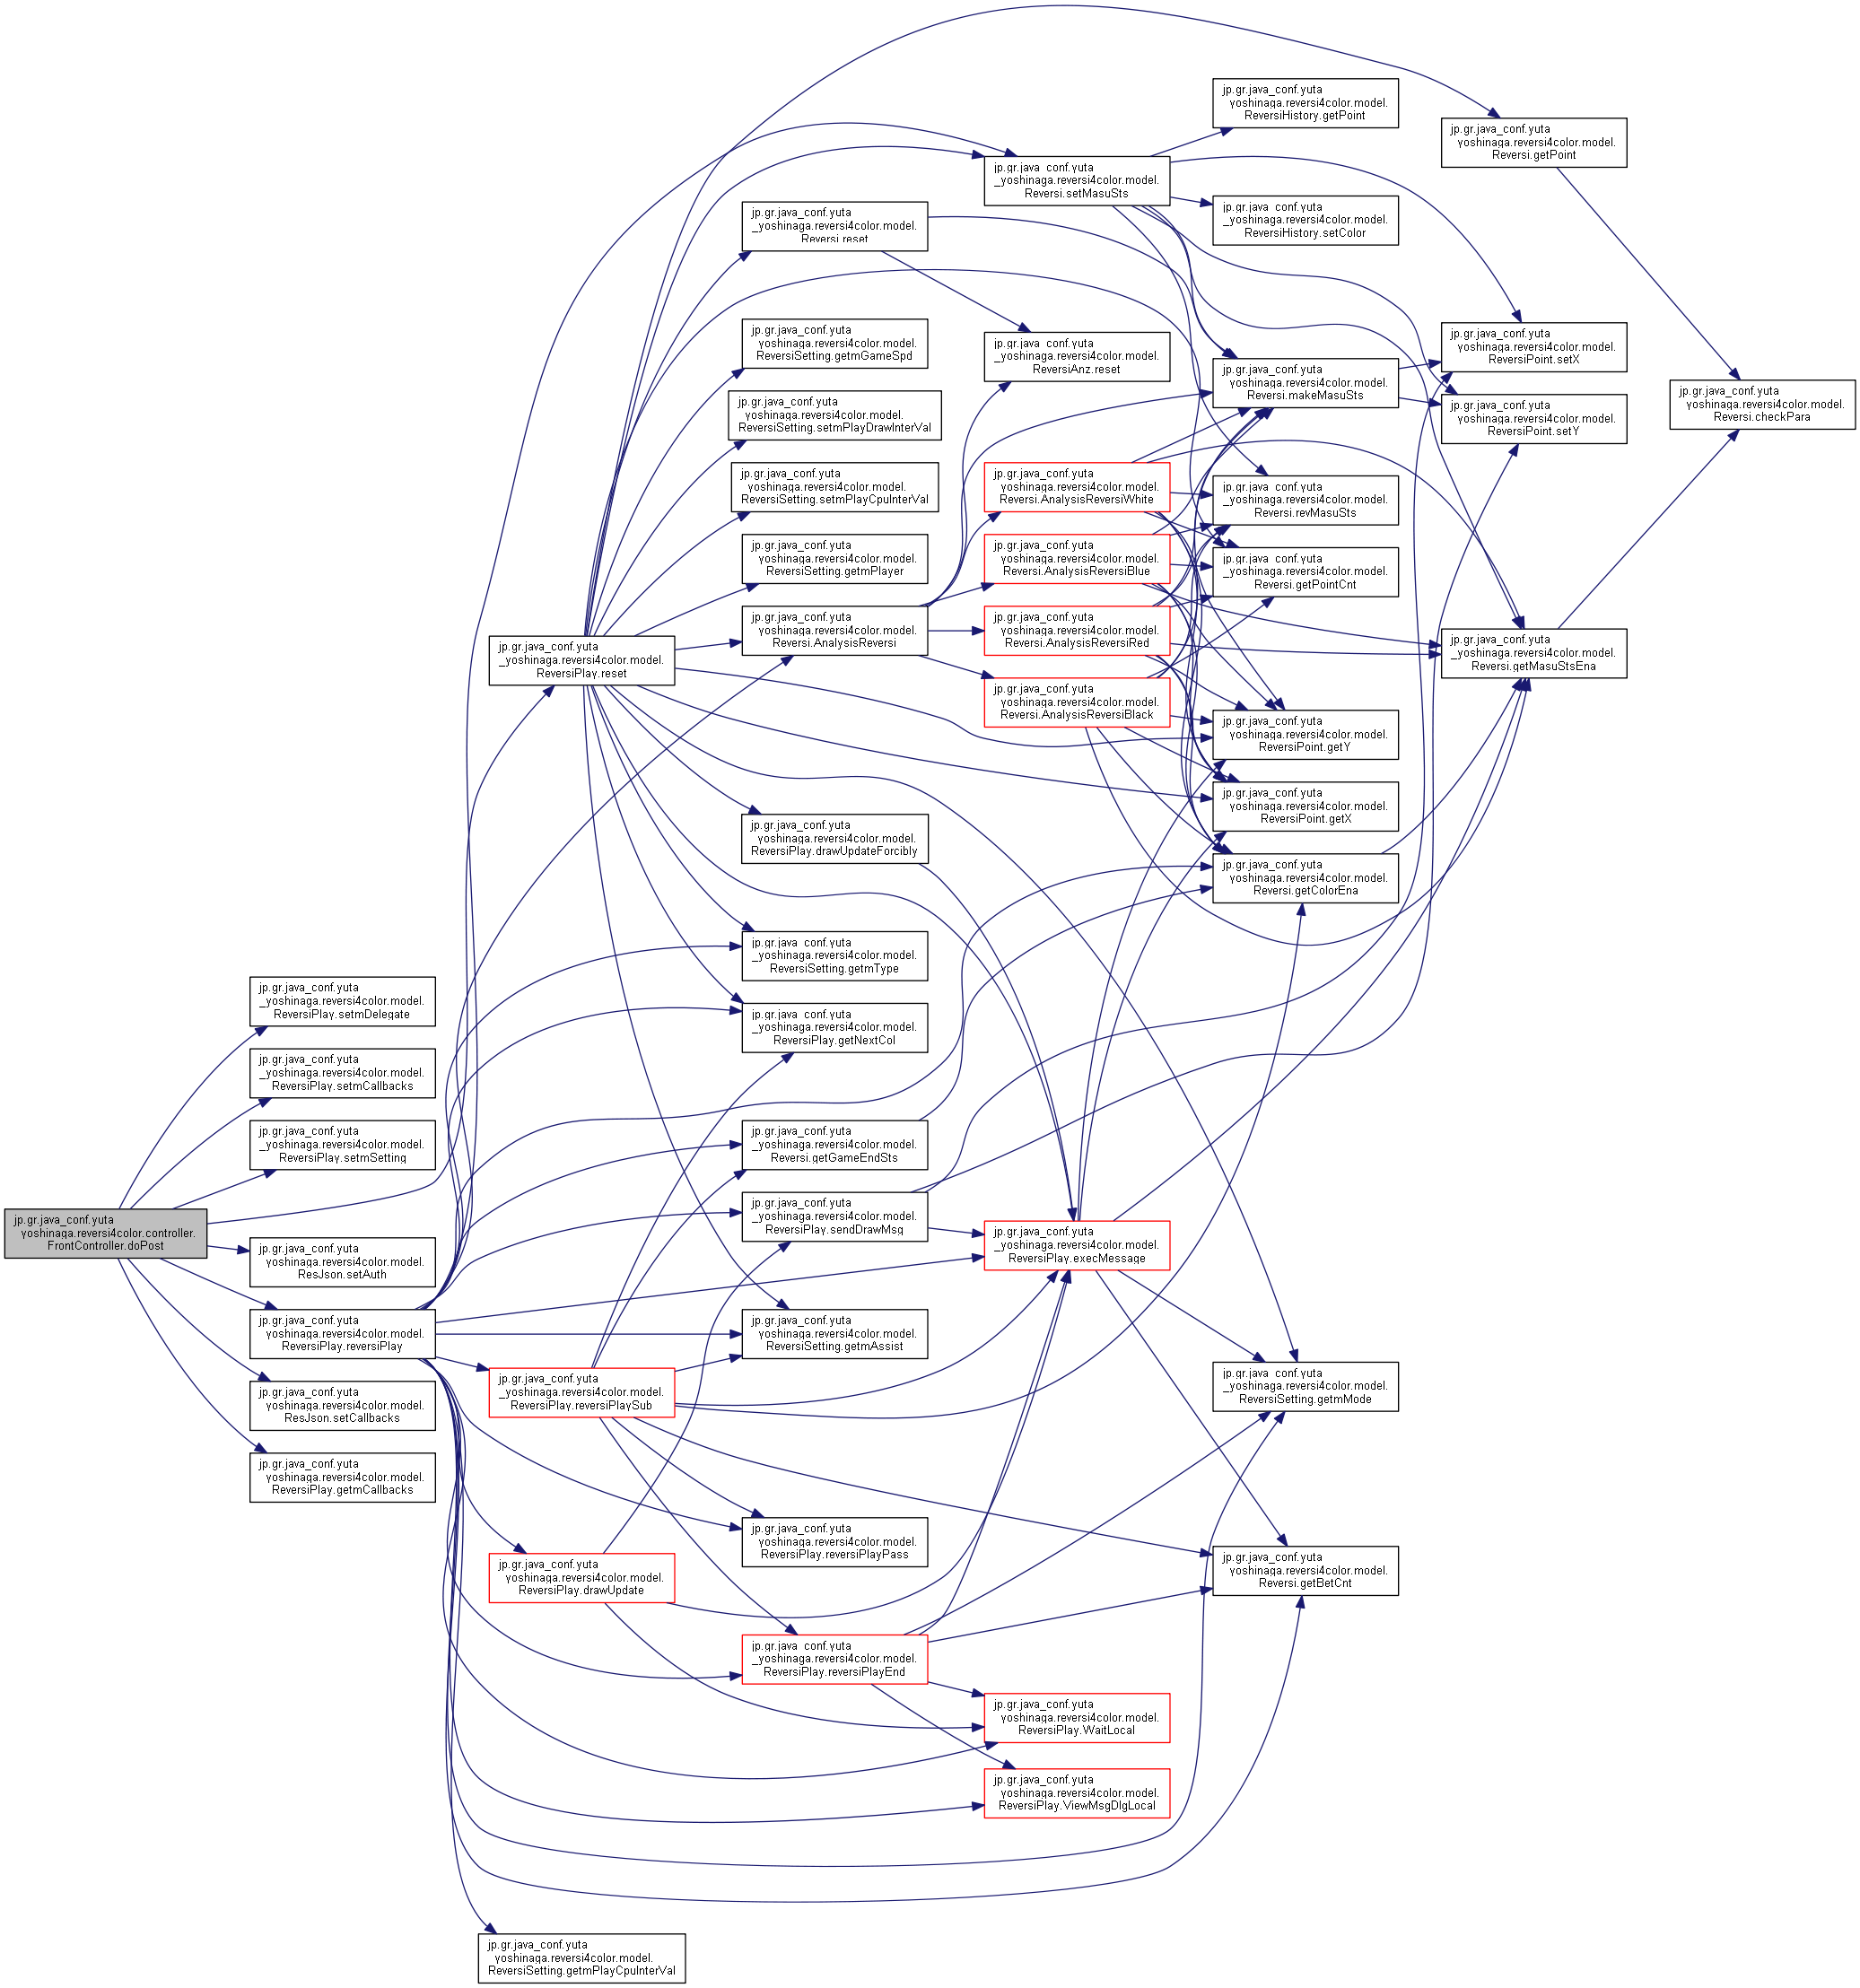 jp.gr.java_conf.yuta
_yoshinaga.reversi4color.controller.
FrontController.doPost
jp.gr.java_conf.yuta
_yoshinaga.reversi4color.model.
ReversiPlay.setmDelegate
jp.gr.java_conf.yuta
_yoshinaga.reversi4color.model.
ReversiPlay.setmCallbacks
jp.gr.java_conf.yuta
_yoshinaga.reversi4color.model.
ReversiPlay.setmSetting
jp.gr.java_conf.yuta
_yoshinaga.reversi4color.model.
ResJson.setAuth
jp.gr.java_conf.yuta
_yoshinaga.reversi4color.model.
ReversiPlay.reversiPlay
jp.gr.java_conf.yuta
_yoshinaga.reversi4color.model.
ResJson.setCallbacks
jp.gr.java_conf.yuta
_yoshinaga.reversi4color.model.
ReversiPlay.getmCallbacks
jp.gr.java_conf.yuta
_yoshinaga.reversi4color.model.
ReversiPlay.reset
jp.gr.java_conf.yuta
_yoshinaga.reversi4color.model.
ReversiPlay.reversiPlaySub
jp.gr.java_conf.yuta
_yoshinaga.reversi4color.model.
ReversiPlay.drawUpdate
jp.gr.java_conf.yuta
_yoshinaga.reversi4color.model.
ReversiSetting.getmPlayCpuInterVal
jp.gr.java_conf.yuta
_yoshinaga.reversi4color.model.
Reversi.reset
jp.gr.java_conf.yuta
_yoshinaga.reversi4color.model.
ReversiSetting.getmGameSpd
jp.gr.java_conf.yuta
_yoshinaga.reversi4color.model.
ReversiSetting.setmPlayDrawInterVal
jp.gr.java_conf.yuta
_yoshinaga.reversi4color.model.
ReversiSetting.setmPlayCpuInterVal
jp.gr.java_conf.yuta
_yoshinaga.reversi4color.model.
ReversiSetting.getmPlayer
jp.gr.java_conf.yuta
_yoshinaga.reversi4color.model.
Reversi.AnalysisReversi
jp.gr.java_conf.yuta
_yoshinaga.reversi4color.model.
ReversiPlay.drawUpdateForcibly
jp.gr.java_conf.yuta
_yoshinaga.reversi4color.model.
ReversiSetting.getmType
jp.gr.java_conf.yuta
_yoshinaga.reversi4color.model.
ReversiPlay.getNextCol
jp.gr.java_conf.yuta
_yoshinaga.reversi4color.model.
Reversi.getGameEndSts
jp.gr.java_conf.yuta
_yoshinaga.reversi4color.model.
ReversiPlay.sendDrawMsg
jp.gr.java_conf.yuta
_yoshinaga.reversi4color.model.
ReversiSetting.getmAssist
jp.gr.java_conf.yuta
_yoshinaga.reversi4color.model.
ReversiPlay.reversiPlayPass
jp.gr.java_conf.yuta
_yoshinaga.reversi4color.model.
ReversiPlay.reversiPlayEnd
jp.gr.java_conf.yuta
_yoshinaga.reversi4color.model.
Reversi.setMasuSts
jp.gr.java_conf.yuta
_yoshinaga.reversi4color.model.
ReversiAnz.reset
jp.gr.java_conf.yuta
_yoshinaga.reversi4color.model.
Reversi.AnalysisReversiWhite
jp.gr.java_conf.yuta
_yoshinaga.reversi4color.model.
Reversi.AnalysisReversiBlue
jp.gr.java_conf.yuta
_yoshinaga.reversi4color.model.
Reversi.AnalysisReversiRed
jp.gr.java_conf.yuta
_yoshinaga.reversi4color.model.
Reversi.AnalysisReversiBlack
jp.gr.java_conf.yuta
_yoshinaga.reversi4color.model.
ReversiPlay.execMessage
jp.gr.java_conf.yuta
_yoshinaga.reversi4color.model.
ReversiPlay.WaitLocal
jp.gr.java_conf.yuta
_yoshinaga.reversi4color.model.
ReversiPlay.ViewMsgDlgLocal
jp.gr.java_conf.yuta
_yoshinaga.reversi4color.model.
ReversiHistory.getPoint
jp.gr.java_conf.yuta
_yoshinaga.reversi4color.model.
ReversiHistory.setColor
jp.gr.java_conf.yuta
_yoshinaga.reversi4color.model.
Reversi.makeMasuSts
jp.gr.java_conf.yuta
_yoshinaga.reversi4color.model.
Reversi.revMasuSts
jp.gr.java_conf.yuta
_yoshinaga.reversi4color.model.
Reversi.getPointCnt
jp.gr.java_conf.yuta
_yoshinaga.reversi4color.model.
ReversiPoint.getY
jp.gr.java_conf.yuta
_yoshinaga.reversi4color.model.
ReversiPoint.getX
jp.gr.java_conf.yuta
_yoshinaga.reversi4color.model.
Reversi.getColorEna
jp.gr.java_conf.yuta
_yoshinaga.reversi4color.model.
ReversiSetting.getmMode
jp.gr.java_conf.yuta
_yoshinaga.reversi4color.model.
Reversi.getBetCnt
jp.gr.java_conf.yuta
_yoshinaga.reversi4color.model.
Reversi.getPoint
jp.gr.java_conf.yuta
_yoshinaga.reversi4color.model.
ReversiPoint.setX
jp.gr.java_conf.yuta
_yoshinaga.reversi4color.model.
ReversiPoint.setY
jp.gr.java_conf.yuta
_yoshinaga.reversi4color.model.
Reversi.getMasuStsEna
jp.gr.java_conf.yuta
_yoshinaga.reversi4color.model.
Reversi.checkPara